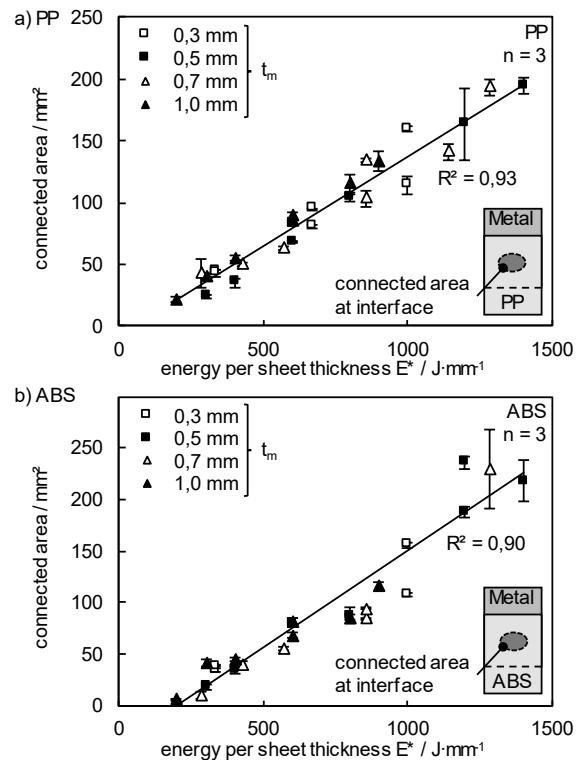 a) PP
250
200
150
100
50
0
connected area / mm²
0,3 mm
0,5 mm
0,7 mm
1,0 mm
tm
PP
n = 3
R² = 0,93
Metal
PP
connected area
at interface
0
500
1000
1500
energy per sheet thickness E* / J·mm-1
b) ABS
250
200
150
100
50
0
connected area / mm²
0,3 mm
0,5 mm
0,7 mm
1,0 mm
tm
ABS
n = 3
R² = 0,90
Metal
ABS
connected area
at interface
0
500
1000
1500
energy per sheet thickness E* / J·mm-1